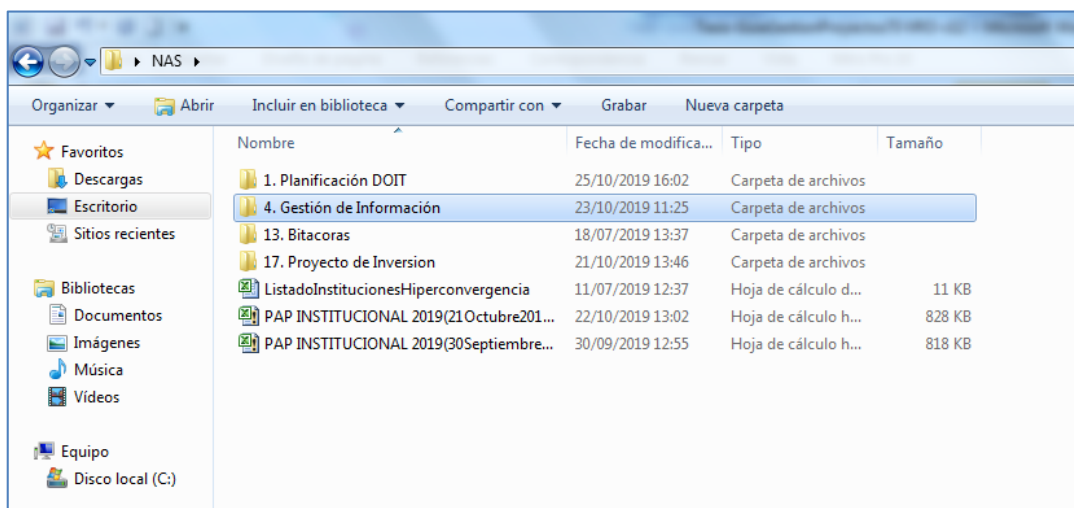 NAS
Organizar Abrir Incluir en biblioteca Compartir con Grabar Nueva carpeta
Favoritos
Descargas
Escritorio
Sitios recientes
Bibliotecas
Documentos
Imágenes
Música
Vídeos
Equipo
Disco local (C:)
Nombre Fecha de modifica... Tipo Tamaño
1. Planificación DOIT 25/10/2019 16:02 Carpeta de archivos
4. Gestión de Información 23/10/2019 11:25 Carpeta de archivos
13. Bitacoras 18/07/2019 13:37 Carpeta de archivos
17. Proyecto de Inversion 21/10/2019 13:46 Carpeta de archivos
ListadoInstitucionesHiperconvergencia 11/07/2019 12:37 Hoja de cálculo d... 11 KB
PAP INSTITUCIONAL 2019(21Octubre201... 22/10/2019 13:02 Hoja de cálculo h... 828 KB
PAP INSTITUCIONAL 2019(30Septiembre... 30/09/2019 12:55 Hoja de cálculo h... 818 KB